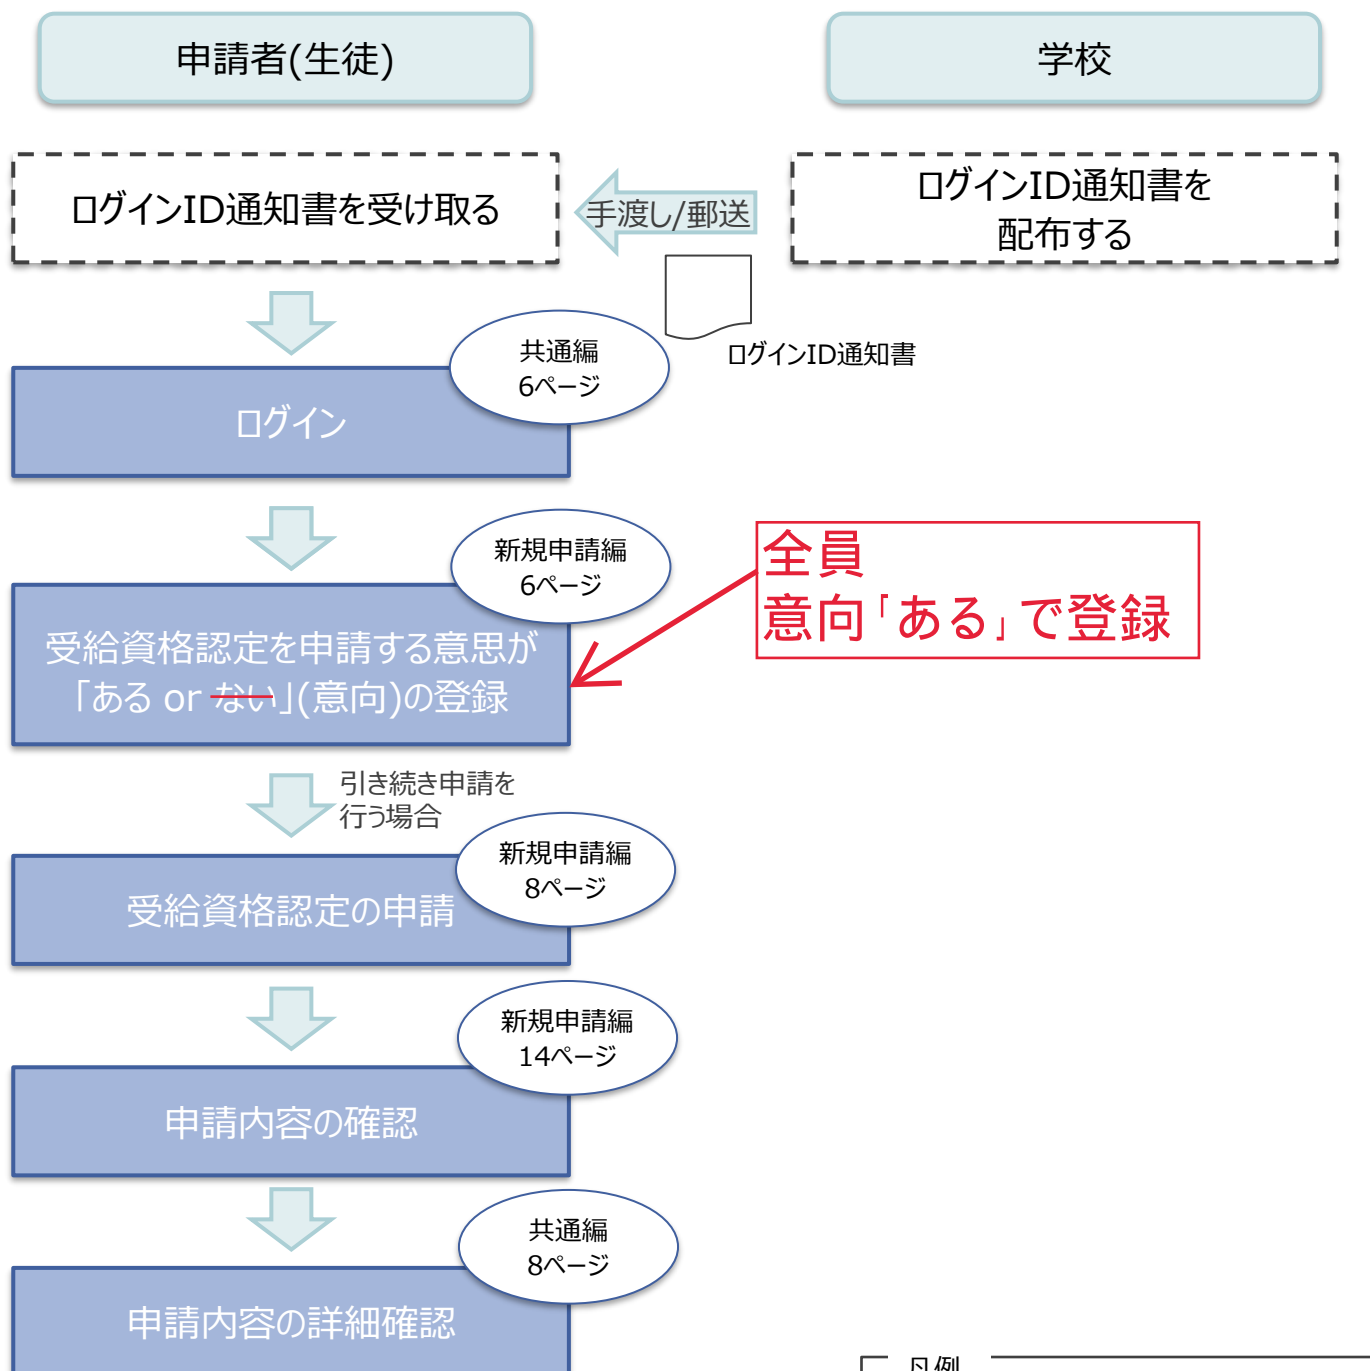 申請者(生徒)
学校
ログインID通知書を受け取る
手渡し/郵送
ログインID通知書を
配布する
ログインID通知書
共通編
6ページ
ログイン
新規申請編
6ページ
全員
意向「ある」で登録
受給資格認定を申請する意思が
「ある or ない」(意向)の登録
引き続き申請を
行う場合
新規申請編
8ページ
受給資格認定の申請
新規申請編
14ページ
申請内容の確認
共通編
8ページ
申請内容の詳細確認
凡例